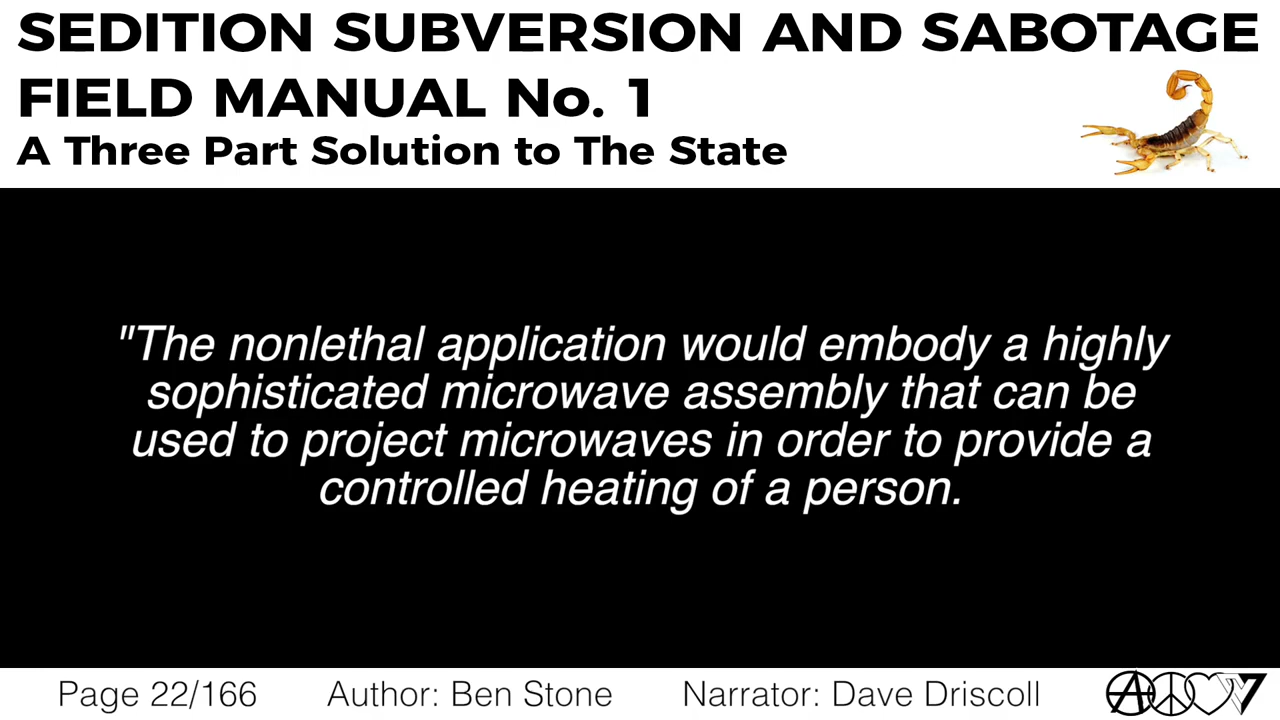 SEDITION SUBVERSION AND SABOTAGE
FIELD MANUAL No. 1
A Three Part Solution to The State
"The nonlethal application would embody a highly
sophisticated microwave assembly that can be
used to project microwaves in order to provide a
controlled heating of a person.
Page 22/166 Author: Ben Stone Narrator: Dave Driscoll